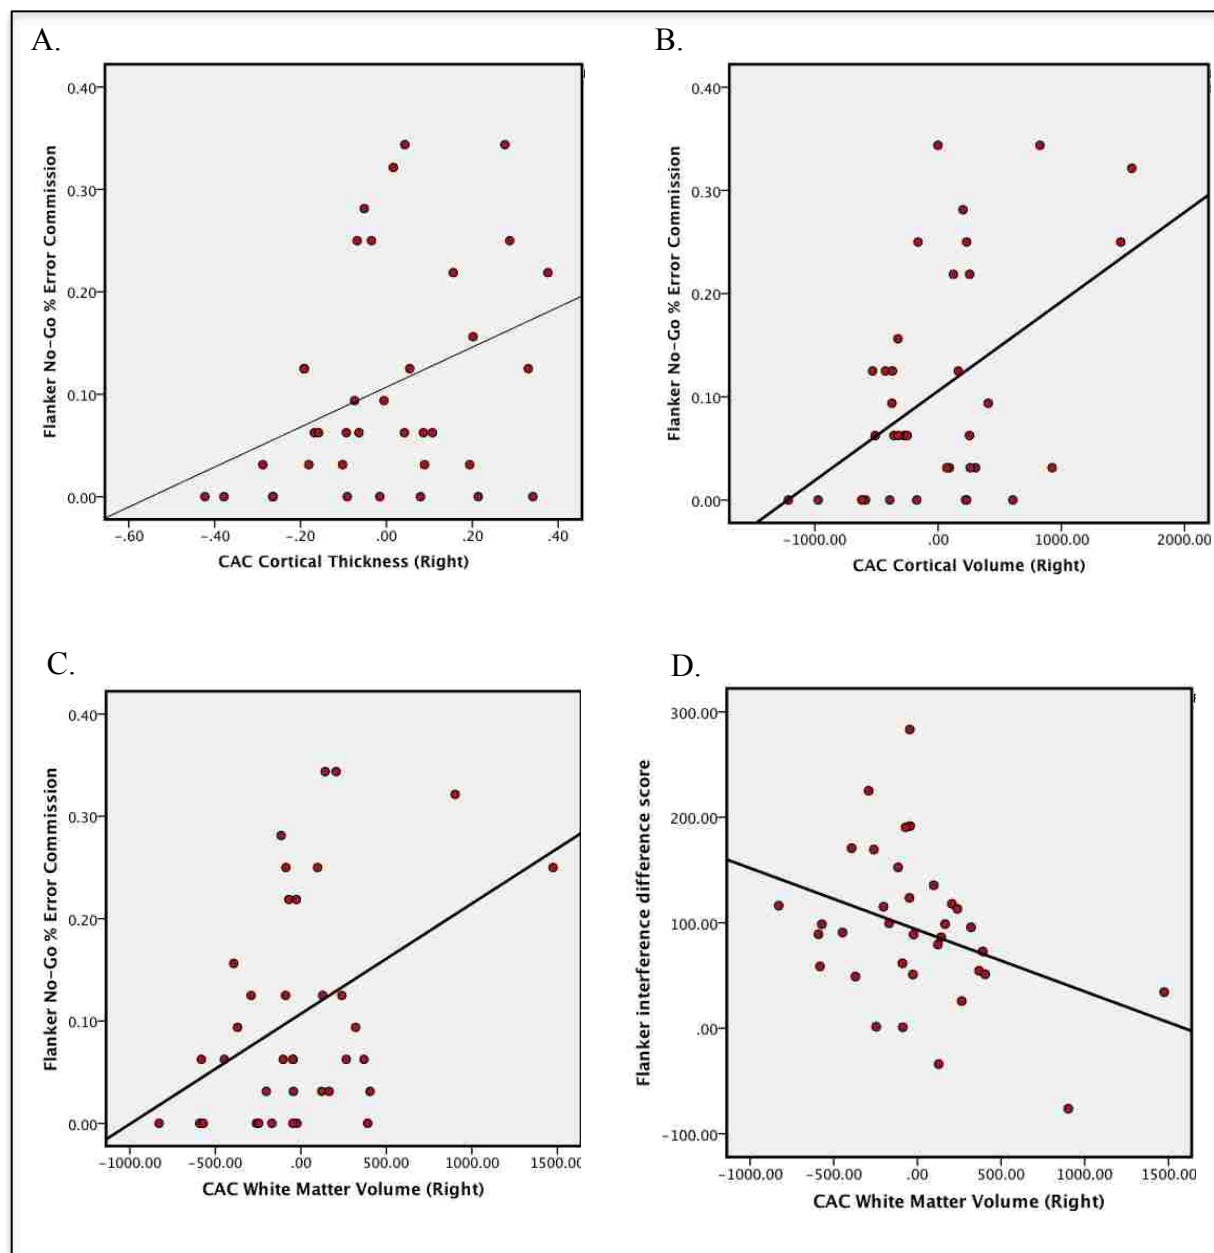 A.
Flanker No-Go % Error Commission
0.40
0.30
0.20
0.10
0.00
-.60 -.40 -.20 .00 .20 .40
CAC Cortical Thickness (Right)
B.
Flanker No-Go % Error Commission
0.40
0.30
0.20
0.10
0.00
-1000.00 .00 1000.00 2000.00
CAC Cortical Volume (Right)
C.
Flanker No-Go % Error Commission
0.40
0.30
0.20
0.10
0.00
-1000.00 -500.00 .00 500.00 1000.00 1500.00
CAC White Matter Volume (Right)
D.
Flanker interference difference score
300.00
200.00
100.00
.00
-100.00
-1000.00 -500.00 .00 500.00 1000.00 1500.00
CAC White Matter Volume (Right)